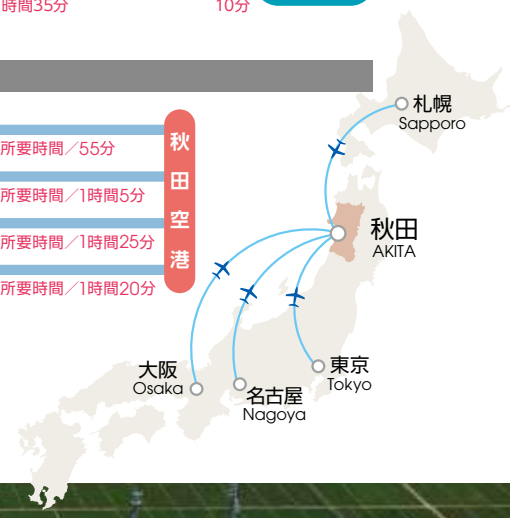 時間35分
10分
秋田空港
所要時間／55分
所要時間／1時間5分
所要時間／1時間25分
所要時間／1時間20分
札幌
Sapporo
秋田
AKITA
大阪
Osaka
名古屋
Nagoya
東京
Tokyo